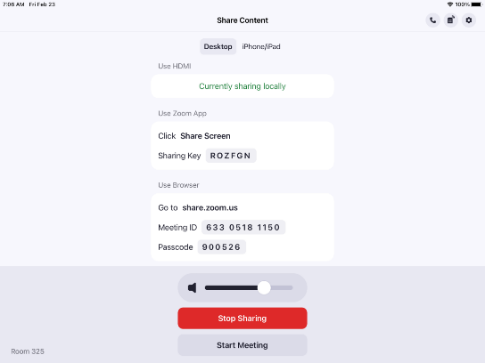 7:06 AM Fri Feb 23
100%
Share Content
Desktop iPhone/iPad
Use HDMI
Currently sharing locally
Use Zoom App
Click Share Screen
Sharing Key ROZFGN
Use Browser
Go to share.zoom.us
Meeting ID 633 0518 1150
Passcode 900526
Stop Sharing
Start Meeting
Room 325